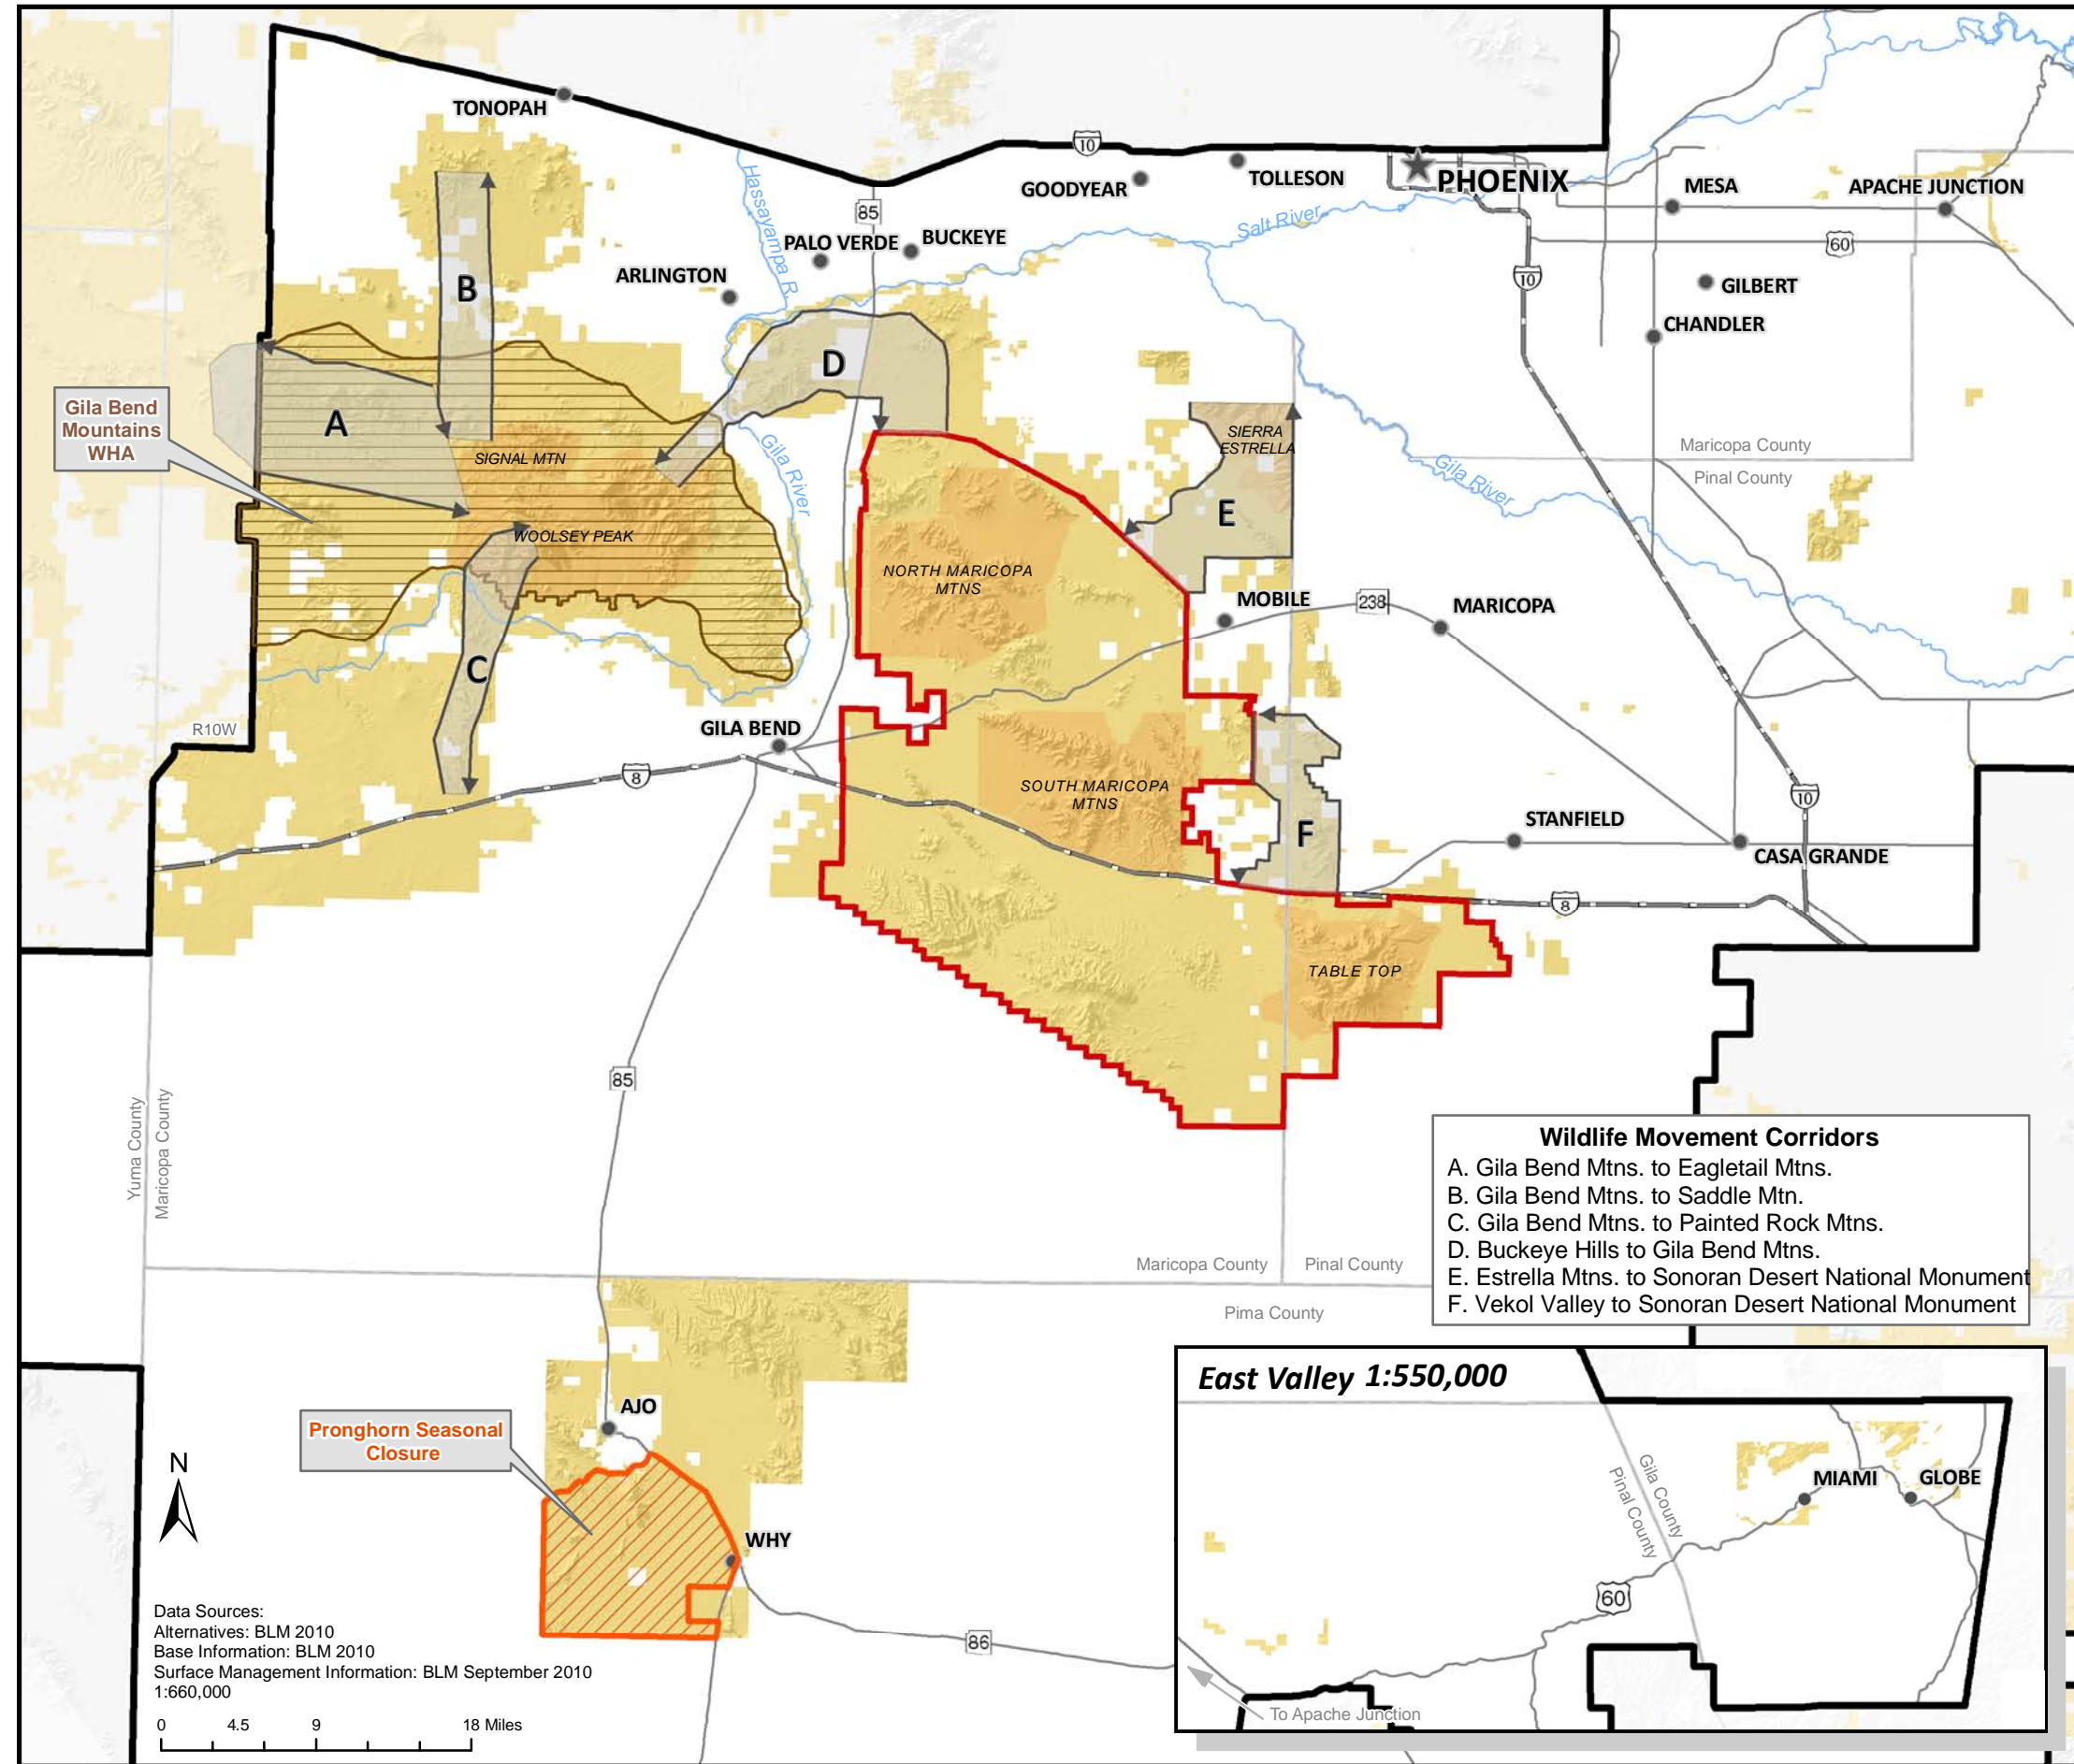 TONOPAH
10
GOODYEAR
TOLLESON
PHOENIX
MESA
APACHE JUNCTION
Hassayampa R.
85
Salt River
PALO VERDE
BUCKEYE
60
ARLINGTON
10
GILBERT
B
CHANDLER
D
Gila Bend
Mountains
WHA
A
SIGNAL MTN
Gila River
SIERRA
ESTRELLA
Maricopa County
Pinal County
Gila River
E
WOOLSEY PEAK
NORTH MARICOPA
MTNS
MOBILE
238
MARICOPA
C
R10W
GILA BEND
8
SOUTH MARICOPA
MTNS
10
F
STANFIELD
CASA GRANDE
8
TABLE TOP
85
Yuma County
Maricopa County
Wildlife Movement Corridors
A. Gila Bend Mtns. to Eagletail Mtns.
B. Gila Bend Mtns. to Saddle Mtn.
C. Gila Bend Mtns. to Painted Rock Mtns.
D. Buckeye Hills to Gila Bend Mtns.
E. Estrella Mtns. to Sonoran Desert National Monument
F. Vekol Valley to Sonoran Desert National Monument
Maricopa County
Pinal County
Pima County
East Valley 1:550,000
AJO
Pronghorn Seasonal
Closure
N
WHY
Gila County
Pinal County
MIAMI
GLOBE
60
86
To Apache Junction
Data Sources:
Alternatives: BLM 2010
Base Information: BLM 2010
Surface Management Information: BLM September 2010
1:660,000
0 4.5 9 18 Miles